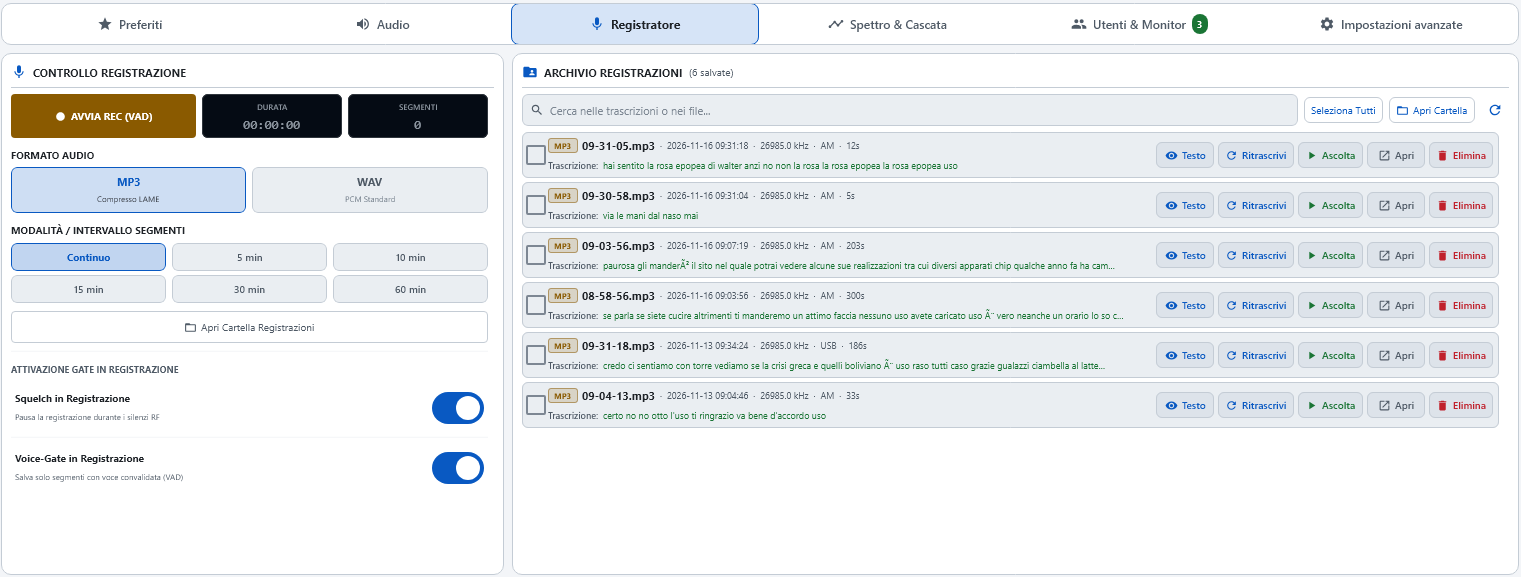 Preferiti
Audio
Registratore
Spettro & Cascata
Utenti & Monitor 3
Impostazioni avanzate
CONTROLLO REGISTRAZIONE
AVVIA REC (VAD)
DURATA
00:00:00
SEGMENTI
0
FORMATO AUDIO
MP3
Compresso LAME
WAV
PCM Standard
MODALITÀ / INTERVALLO SEGMENTI
Continuo
5 min
10 min
15 min
30 min
60 min
Apri Cartella Registrazioni
ATTIVAZIONE GATE IN REGISTRAZIONE
Squelch in Registrazione
Pausa la registrazione durante i silenzi RF
Voice-Gate in Registrazione
Salva solo segmenti con voce convalidata (VAD)
ARCHIVIO REGISTRAZIONI (6 salvate)
Cerca nelle trascrizioni o nei file...
Seleziona Tutti
Apri Cartella
MP3 09-31-05.mp3 · 2026-11-16 09:31:18 · 26985.0 kHz · AM · 12s
Trascrizione: hai sentito la rosa epopea di walter anzi no non la rosa la rosa epopea la rosa epopea uso
Testo Ritrascrivi Ascolta Apri Elimina
MP3 09-30-58.mp3 · 2026-11-16 09:31:04 · 26985.0 kHz · AM · 5s
Trascrizione: via le mani dal naso mai
Testo Ritrascrivi Ascolta Apri Elimina
MP3 09-03-56.mp3 · 2026-11-16 09:07:19 · 26985.0 kHz · AM · 203s
Trascrizione: paurosa gli manderÃ² il sito nel quale potrai vedere alcune sue realizzazioni tra cui diversi apparati chip qualche anno fa ha cam...
Testo Ritrascrivi Ascolta Apri Elimina
MP3 08-58-56.mp3 · 2026-11-16 09:03:56 · 26985.0 kHz · AM · 300s
Trascrizione: se parla se siete cucire altrimenti ti manderemo un attimo faccia nessuno uso avete caricato uso Ã¨ vero neanche un orario lo so c...
Testo Ritrascrivi Ascolta Apri Elimina
MP3 09-31-18.mp3 · 2026-11-13 09:34:24 · 26985.0 kHz · USB · 186s
Trascrizione: credo ci sentiamo con torre vediamo se la crisi greca e quelli boliviano Ã¨ uso raso tutti caso grazie gualazzi ciambella al latte...
Testo Ritrascrivi Ascolta Apri Elimina
MP3 09-04-13.mp3 · 2026-11-13 09:04:46 · 26985.0 kHz · AM · 33s
Trascrizione: certo no no otto l'uso ti ringrazio va bene d'accordo uso
Testo Ritrascrivi Ascolta Apri Elimina